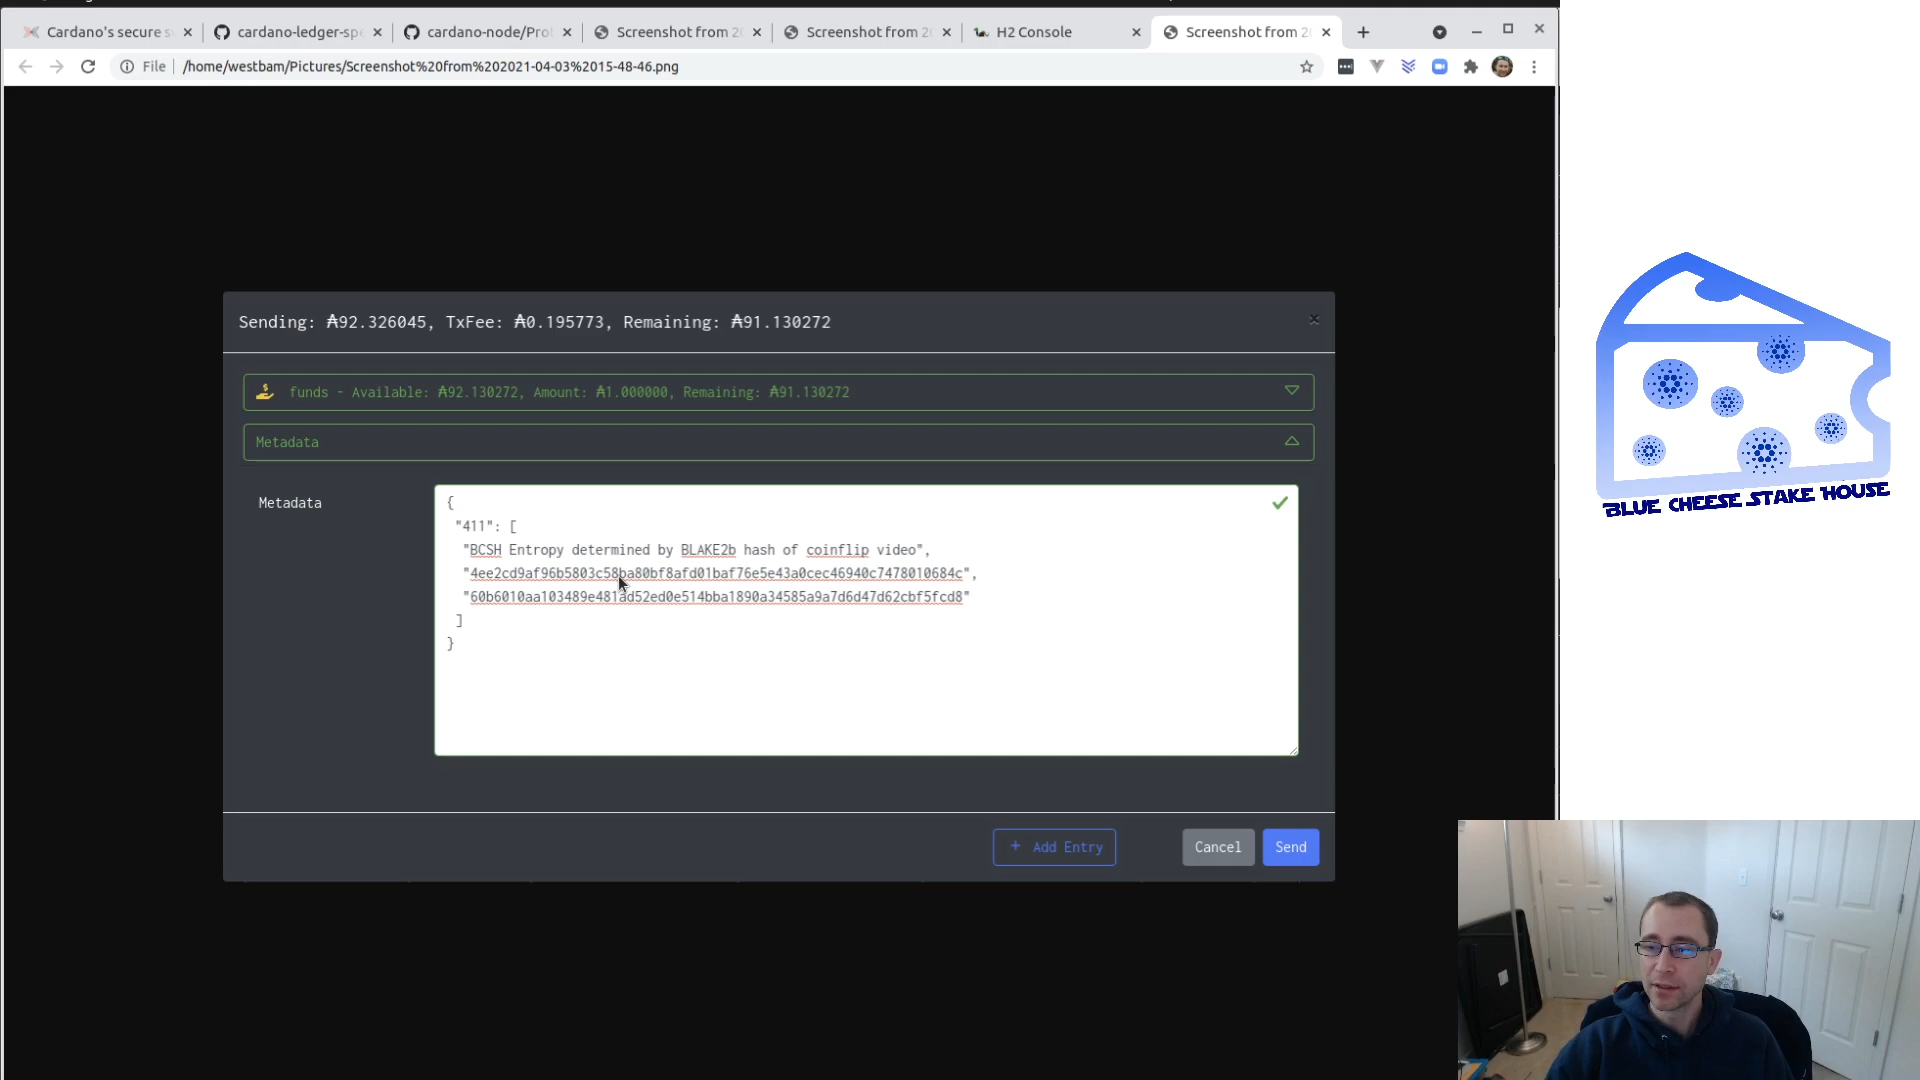 Cardano's secure s
cardano-ledger-spe
cardano-node/Prot
Screenshot from 2
Screenshot from 2
H2 Console
Screenshot from 2
File
/home/westbam/Pictures/Screenshot%20from%202021-04-03%2015-48-46.png
Sending: ₳92.326045, TxFee: ₳0.195773, Remaining: ₳91.130272
funds - Available: ₳92.130272, Amount: ₳1.000000, Remaining: ₳91.130272
Metadata
Metadata
{
"411": [
"BCSH Entropy determined by BLAKE2b hash of coinflip video",
"4ee2cd9af96b5803c58ba80bf8afd01baf76e5e43a0cec46940c7478010684c",
"60b6010aa103489e481ad52ed0e514bba1890a34585a9a7d6d47d62cbf5fcd8"
]
}
+ Add Entry
Cancel
Send
BLUE CHEESE STAKE HOUSE